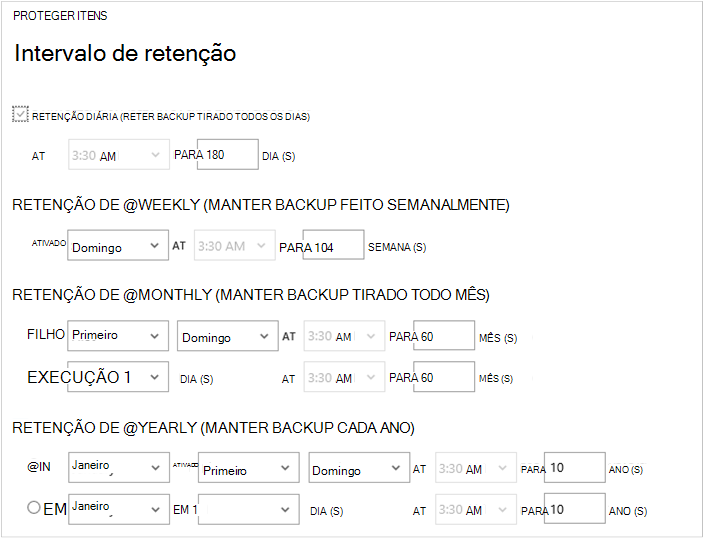 PROTEGER ITENS
Intervalo de retenção
RETENÇÃO DIÁRIA (RETER BACKUP TIRADO TODOS OS DIAS)
AT 3:30 AM PARA 180 DIA (S)
RETENÇÃO DE @WEEKLY (MANTER BACKUP FEITO SEMANALMENTE)
ATIVADO Domingo AT 3:30 AM PARA 104 SEMANA (S)
RETENÇÃO DE @MONTHLY (MANTER BACKUP TIRADO TODO MÊS)
FILHO Primeiro Domingo AT 3:30 AM PARA 60 MÊS (S)
EXECUÇÃO 1 DIA (S) AT 3:30 AM PARA 60 MÊS (S)
RETENÇÃO DE @YEARLY (MANTER BACKUP CADA ANO)
@IN Janeiro ATIVADO Primeiro Domingo AT 3:30 AM PARA 10 ANO (S)
EM Janeiro EM 1 DIA (S) AT 3:30 AM PARA 10 ANO (S)